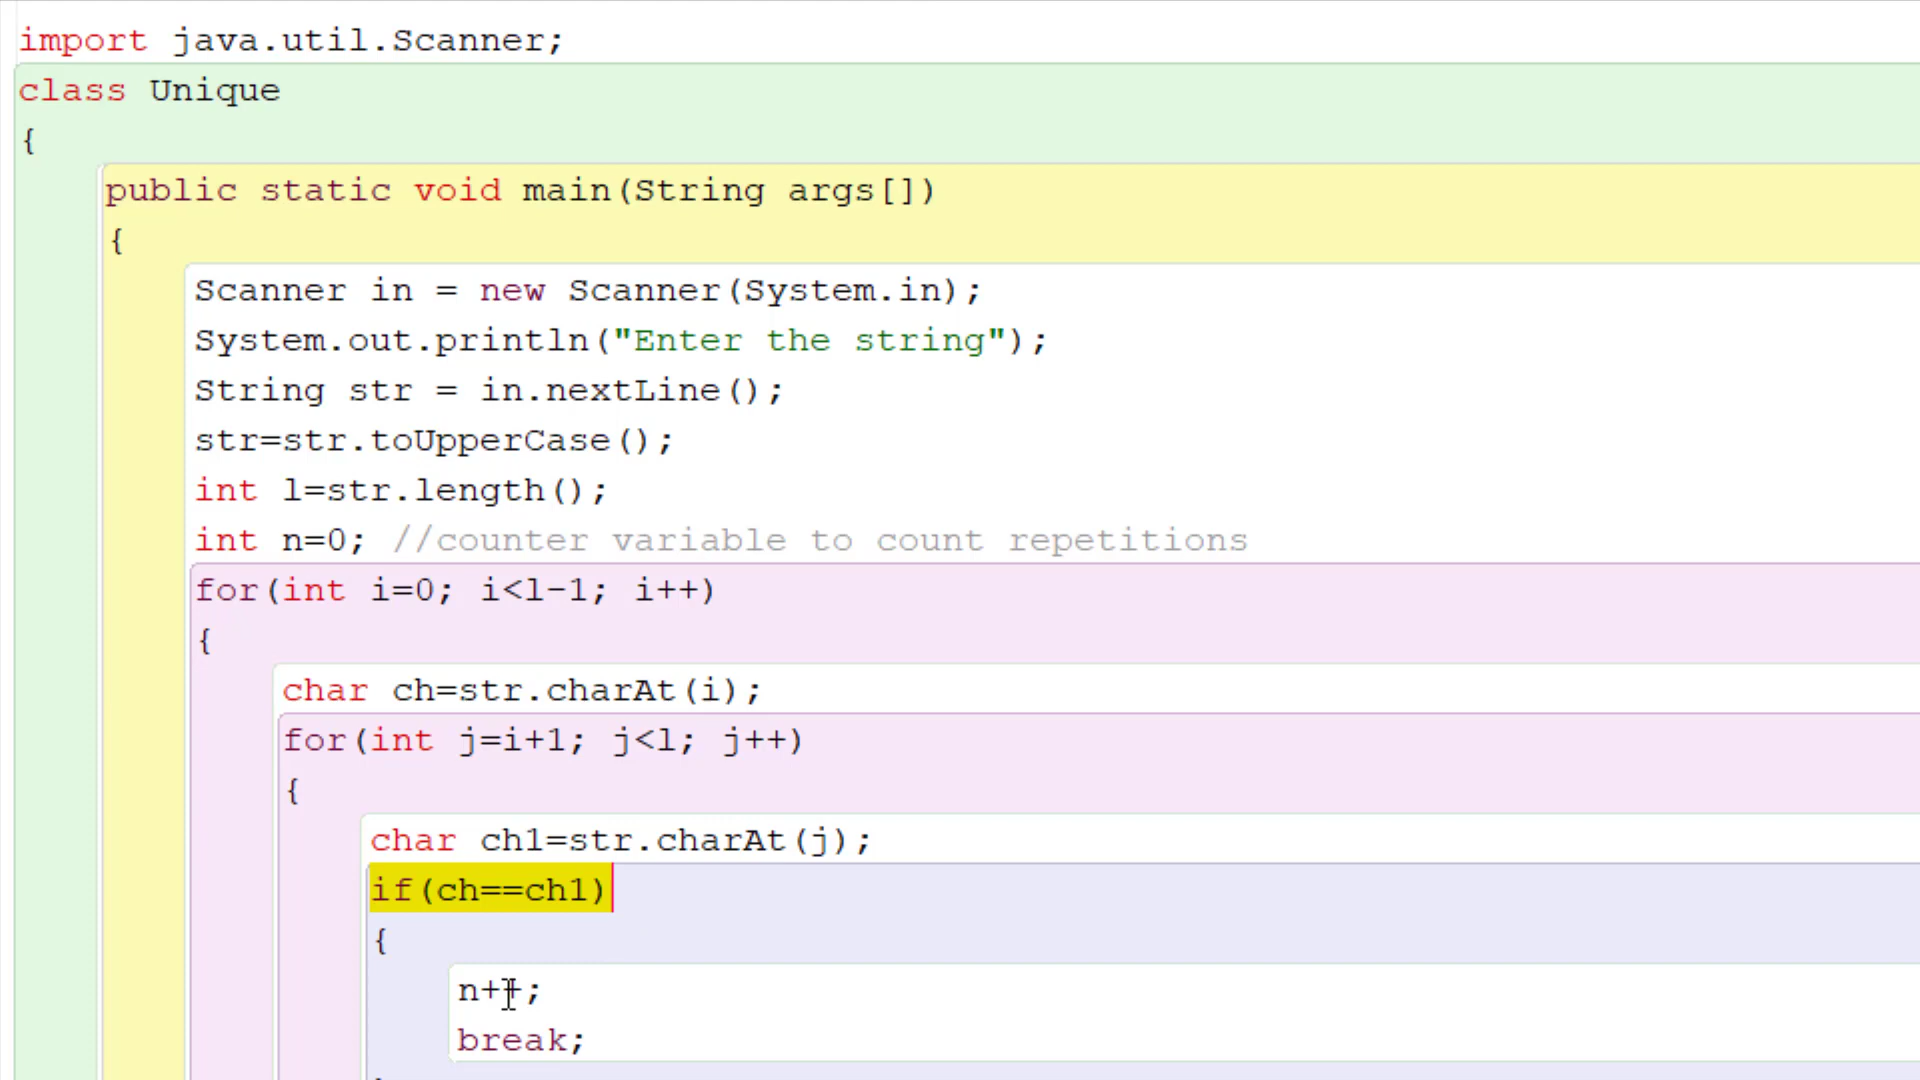 import java.util.Scanner;
class Unique
{
public static void main(String args[])
{
Scanner in = new Scanner(System.in);
System.out.println("Enter the string");
String str = in.nextLine();
str=str.toUpperCase();
int l=str.length();
int n=0; //counter variable to count repetitions
for(int i=0; i<l-1; i++)
{
char ch=str.charAt(i);
for(int j=i+1; j<l; j++)
{
char ch1=str.charAt(j);
if(ch==ch1)
{
n++;
break;